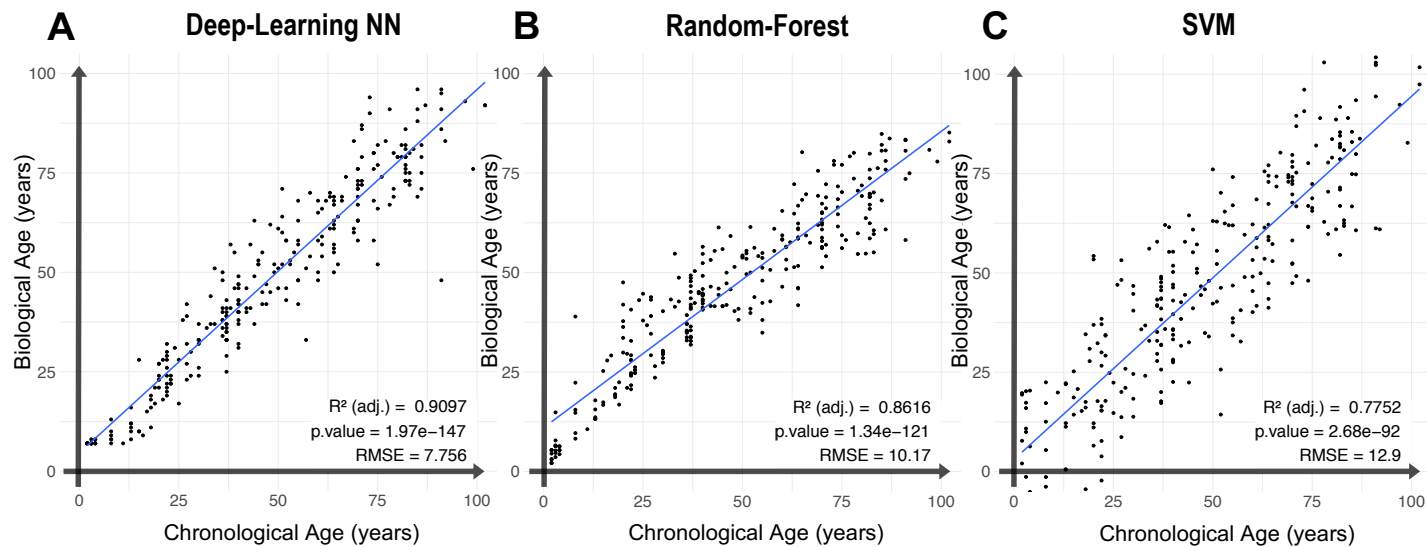 A
Deep-Learning NN
100
75
50
25
0
Biological Age (years)
R² (adj.) = 0.9097
p.value = 1.97e−147
RMSE = 7.756
0 25 50 75 100
Chronological Age (years)
B
Random-Forest
100
75
50
25
0
Biological Age (years)
R² (adj.) = 0.8616
p.value = 1.34e−121
RMSE = 10.17
0 25 50 75 100
Chronological Age (years)
C
SVM
100
75
50
25
0
Biological Age (years)
R² (adj.) = 0.7752
p.value = 2.68e−92
RMSE = 12.9
0 25 50 75 100
Chronological Age (years)